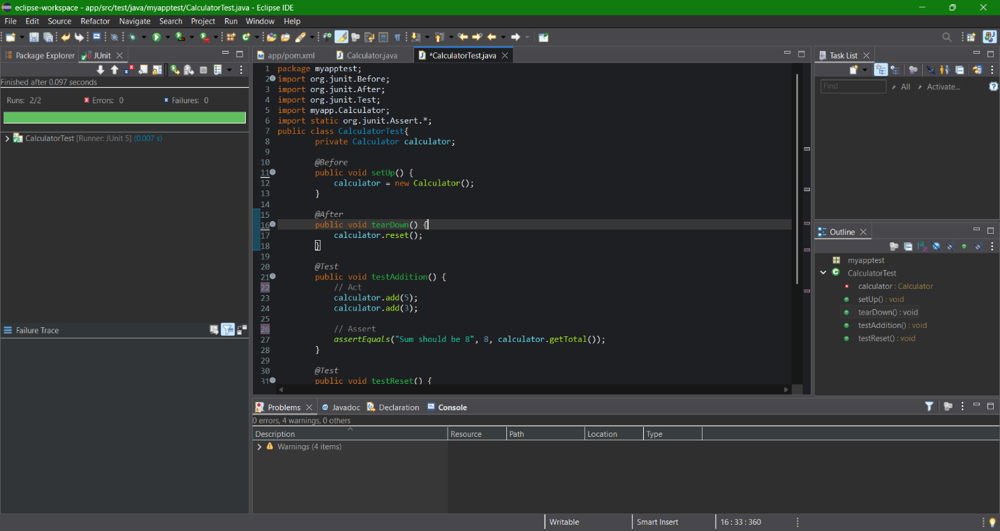 eclipse-workspace - app/src/test/java/myapptest/CalculatorTest.java - Eclipse IDE
File Edit Source Refactor Navigate Search Project Run Window Help
Package Explorer JUnit
Finished after 0.097 seconds
Runs: 2/2 Errors: 0 Failures: 0
CalculatorTest [Runner: JUnit 5] (0.007 s)
Failure Trace
app/pom.xml Calculator.java *CalculatorTest.java
1 package myapptest;
2 import org.junit.Before;
3 import org.junit.After;
4 import org.junit.Test;
5 import myapp.Calculator;
6 import static org.junit.Assert.*;
7 public class CalculatorTest{
8 private Calculator calculator;
9
10 @Before
11 public void setUp() {
12 calculator = new Calculator();
13 }
14
15 @After
16 public void tearDown() {
17 calculator.reset();
18 }
19
20 @Test
21 public void testAddition() {
22 // Act
23 calculator.add(5);
24 calculator.add(3);
25
26 // Assert
27 assertEquals("Sum should be 8", 8, calculator.getTotal());
28 }
29
30 @Test
31 public void testReset() {
Task List
Find All Activate...
Outline
myapptest
CalculatorTest
calculator : Calculator
setUp() : void
tearDown() : void
testAddition() : void
testReset() : void
Problems Javadoc Declaration Console
0 errors, 4 warnings, 0 others
Description Resource Path Location Type
Warnings (4 items)
Writable Smart Insert 16 : 33 : 360